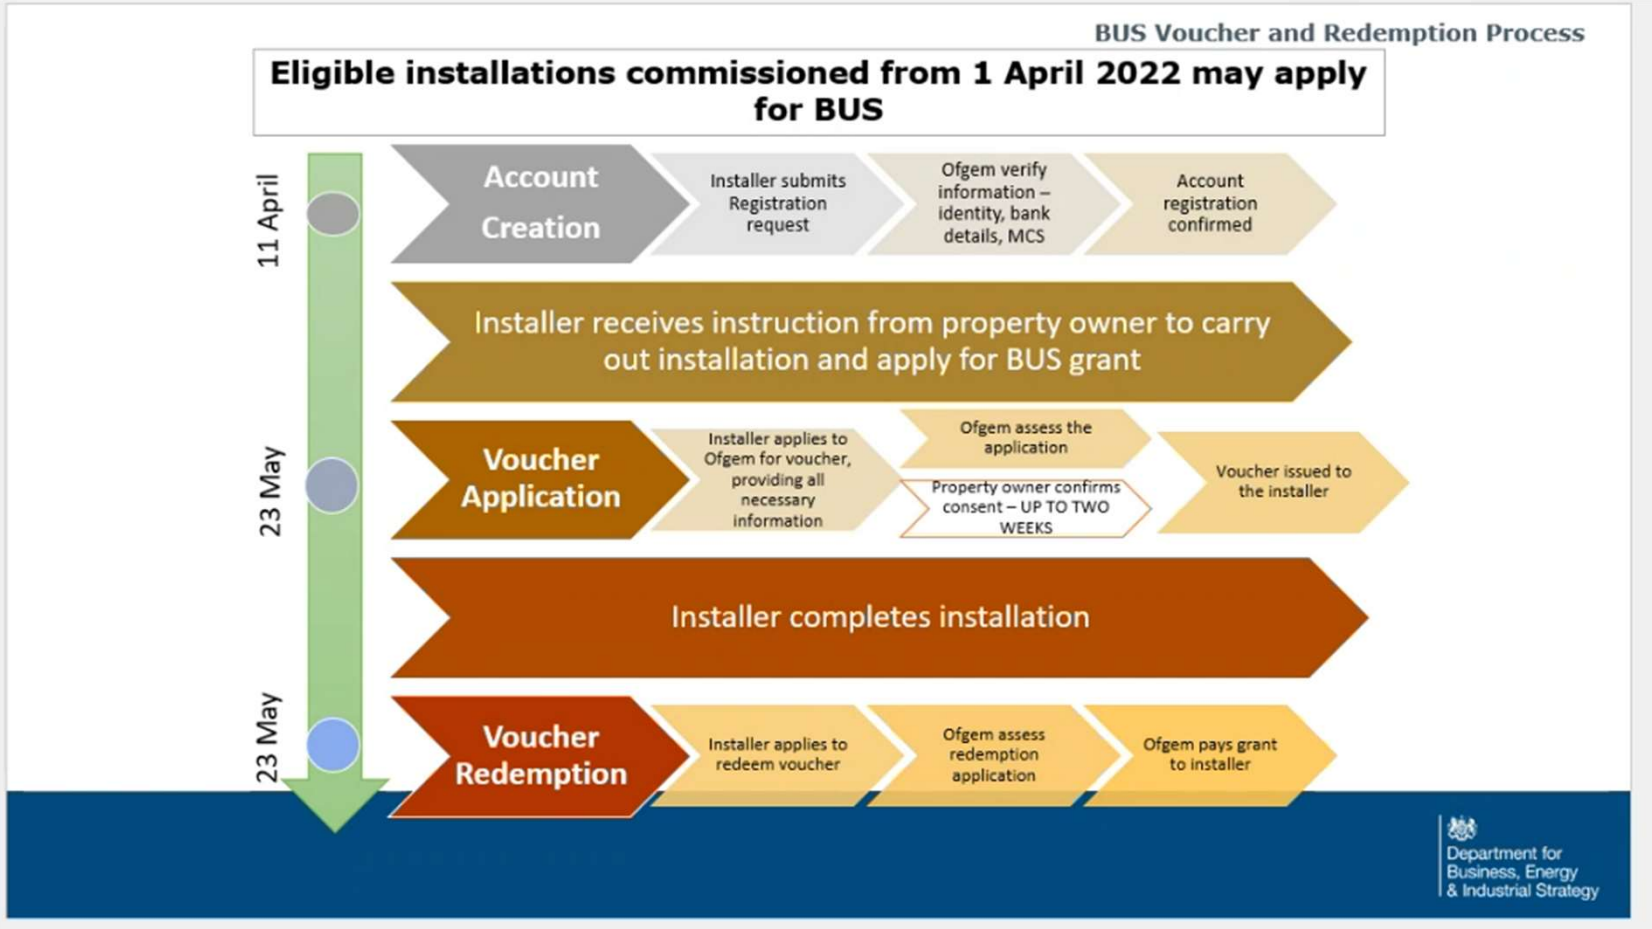 BUS Voucher and Redemption Process
Eligible installations commissioned from 1 April 2022 may apply
for BUS
11 April
Account
Creation
Installer submits
Registration
request
Ofgem verify
information –
identity, bank
details, MCS
Account
registration
confirmed
Installer receives instruction from property owner to carry
out installation and apply for BUS grant
23 May
Voucher
Application
Installer applies to
Ofgem for voucher,
providing all
necessary
information
Ofgem assess the
application
Property owner confirms
consent – UP TO TWO
WEEKS
Voucher issued to
the installer
Installer completes installation
23 May
Voucher
Redemption
Installer applies to
redeem voucher
Ofgem assess
redemption
application
Ofgem pays grant
to installer
Department for
Business, Energy
& Industrial Strategy